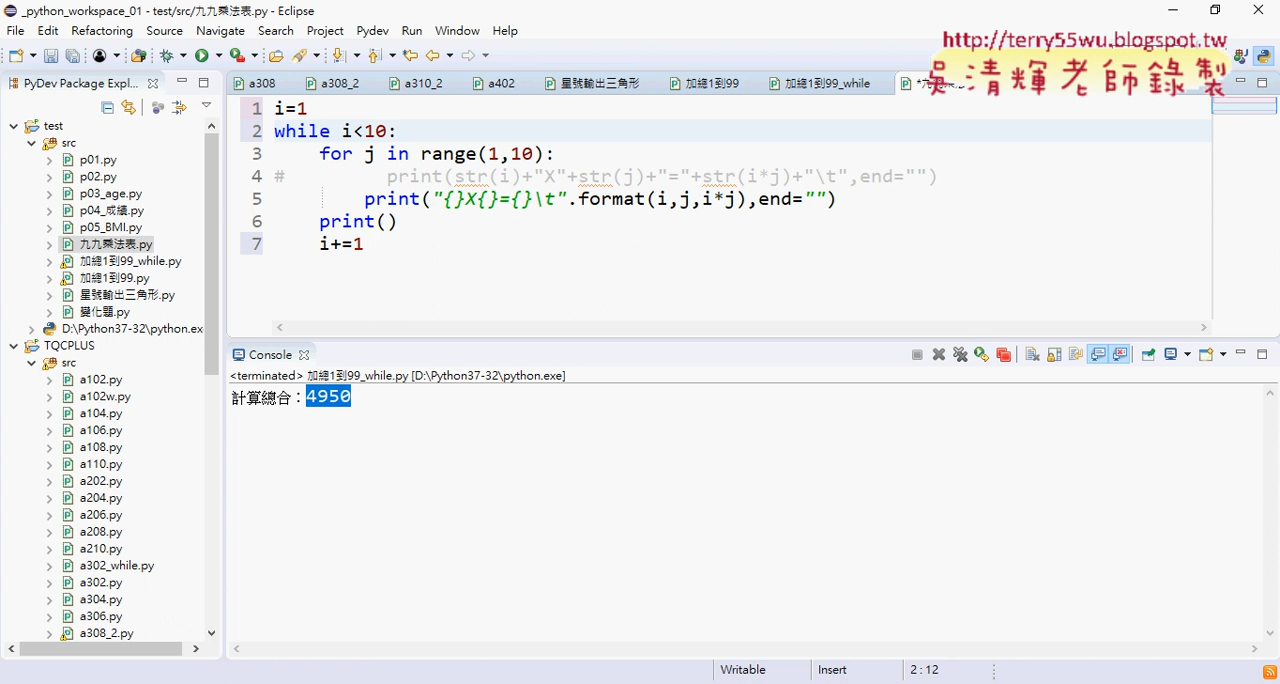 _python_workspace_01 - test/src/九九乘法表.py - Eclipse
File Edit Refactoring Source Navigate Search Project Pydev Run Window Help
http://terry55wu.blogspot.tw
吳清輝老師錄製
PyDev Package Expl...
a308 a308_2 a310_2 a402 星號輸出三角形 加總1到99 加總1到99_while
test
src
p01.py
p02.py
p03_age.py
p04_成績.py
p05_BMI.py
九九乘法表.py
加總1到99_while.py
加總1到99.py
星號輸出三角形.py
變化題.py
D:\Python37-32\python.ex
TQCPLUS
src
a102.py
a102w.py
a104.py
a106.py
a108.py
a110.py
a202.py
a204.py
a206.py
a208.py
a210.py
a302_while.py
a302.py
a304.py
a306.py
a308_2.py
1 i=1
2 while i<10:
3 for j in range(1,10):
4 # print(str(i)+"X"+str(j)+"="+str(i*j)+"\t",end="")
5 print("{}X{}={}\t".format(i,j,i*j),end="")
6 print()
7 i+=1
Console
<terminated> 加總1到99_while.py [D:\Python37-32\python.exe]
計算總合：4950
Writable Insert 2 : 12